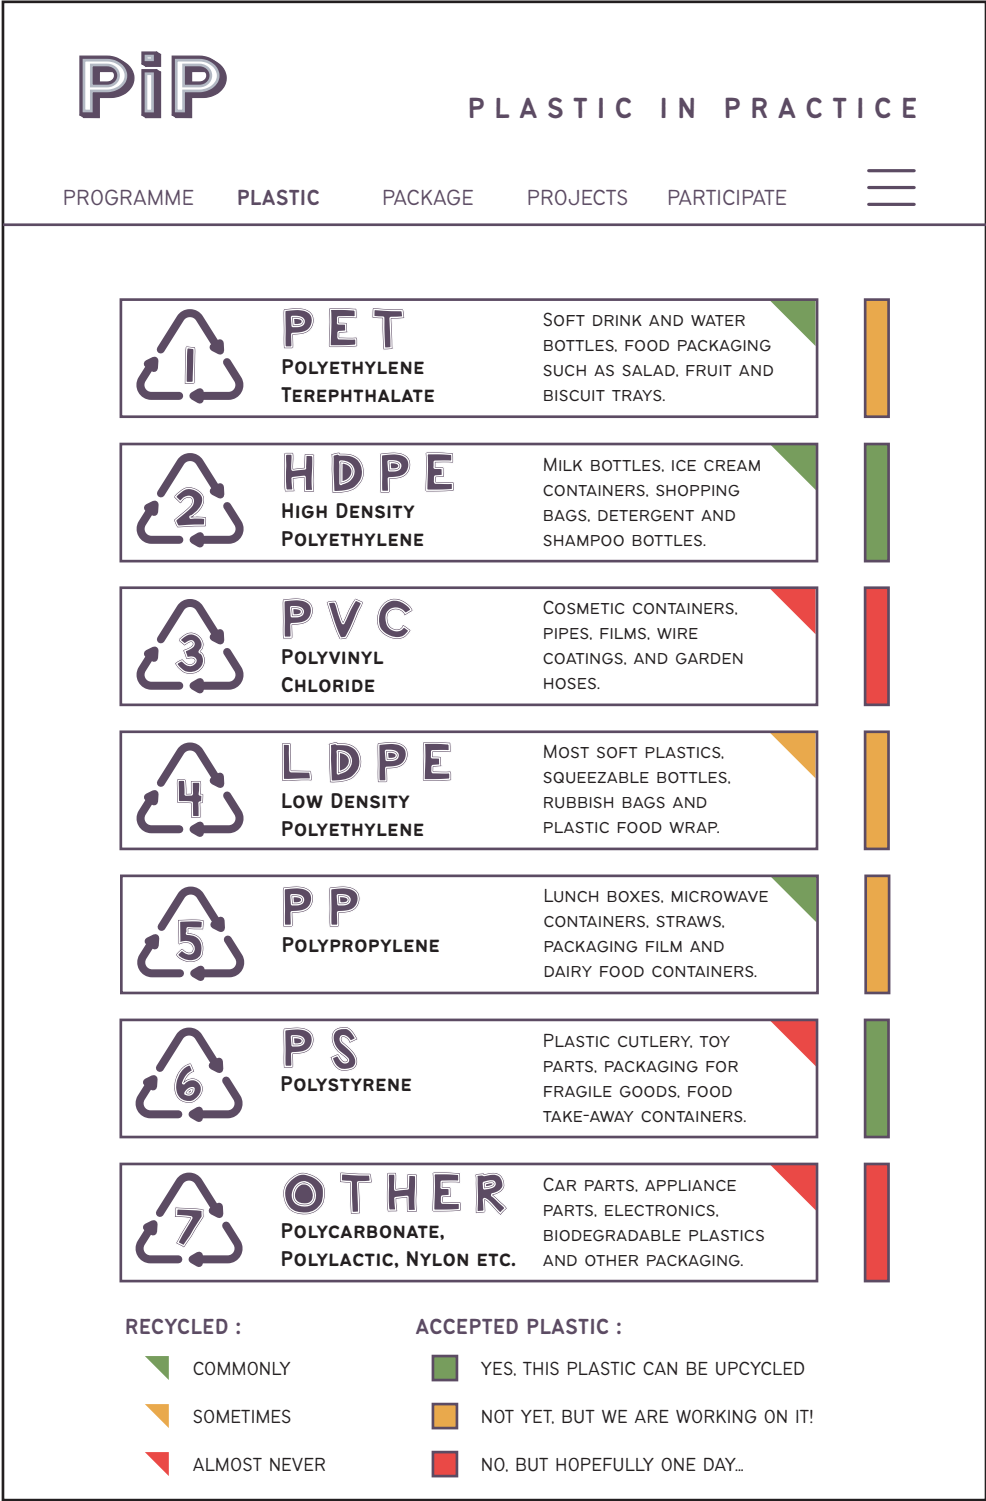 PiP
PLASTIC IN PRACTICE
PROGRAMME PLASTIC PACKAGE PROJECTS PARTICIPATE
1
PET
Polyethylene
Terephthalate
Soft drink and water
bottles, food packaging
such as salad, fruit and
biscuit trays.
2
HDPE
High Density
Polyethylene
Milk bottles, ice cream
containers, shopping
bags, detergent and
shampoo bottles.
3
PVC
Polyvinyl
Chloride
Cosmetic containers,
pipes, films, wire
coatings, and garden
hoses.
4
LDPE
Low Density
Polyethylene
Most soft plastics,
squeezable bottles,
rubbish bags and
plastic food wrap.
5
PP
Polypropylene
Lunch boxes, microwave
containers, straws,
packaging film and
dairy food containers.
6
PS
Polystyrene
Plastic cutlery, toy
parts, packaging for
fragile goods, food
take-away containers.
7
OTHER
Polycarbonate,
Polylactic, Nylon etc.
Car parts, appliance
parts, electronics,
biodegradable plastics
and other packaging.
RECYCLED :
COMMONLY
SOMETIMES
ALMOST NEVER
ACCEPTED PLASTIC :
YES, THIS PLASTIC CAN BE UPCYCLED
NOT YET, BUT WE ARE WORKING ON IT!
NO, BUT HOPEFULLY ONE DAY...